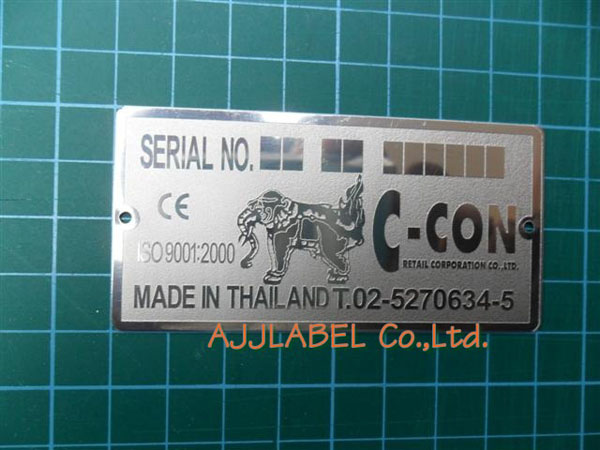 SERIAL NO.
CE
C-CON
ISO 9001:2000
RETAIL CORPORATION CO.,LTD.
MADE IN THAILAND T.02-5270634-5
AJJLABEL Co.,Ltd.